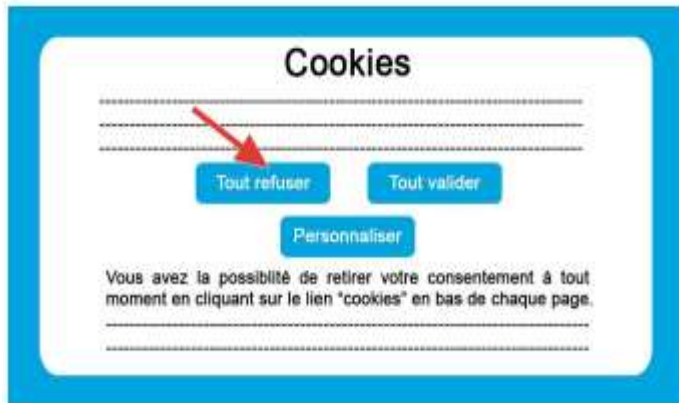 Cookies
Tout refuser
Tout valider
Personnaliser
Vous avez la possiblité de retirer votre consentement à tout
moment en cliquant sur le lien "cookies" en bas de chaque page.